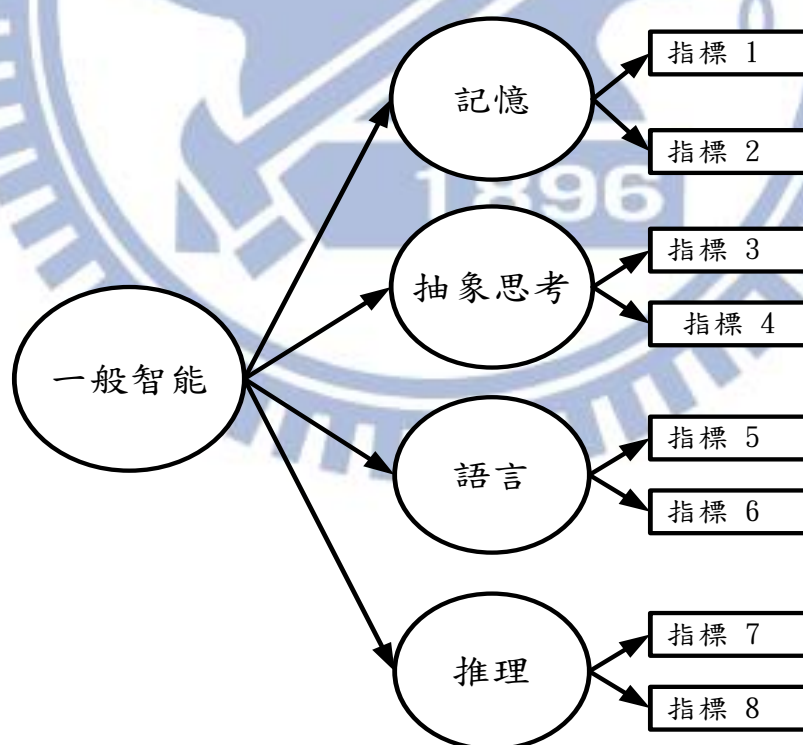 記憶
指標 1
指標 2
1896
抽象思考
指標 3
指標 4
一般智能
語言
指標 5
指標 6
推理
指標 7
指標 8